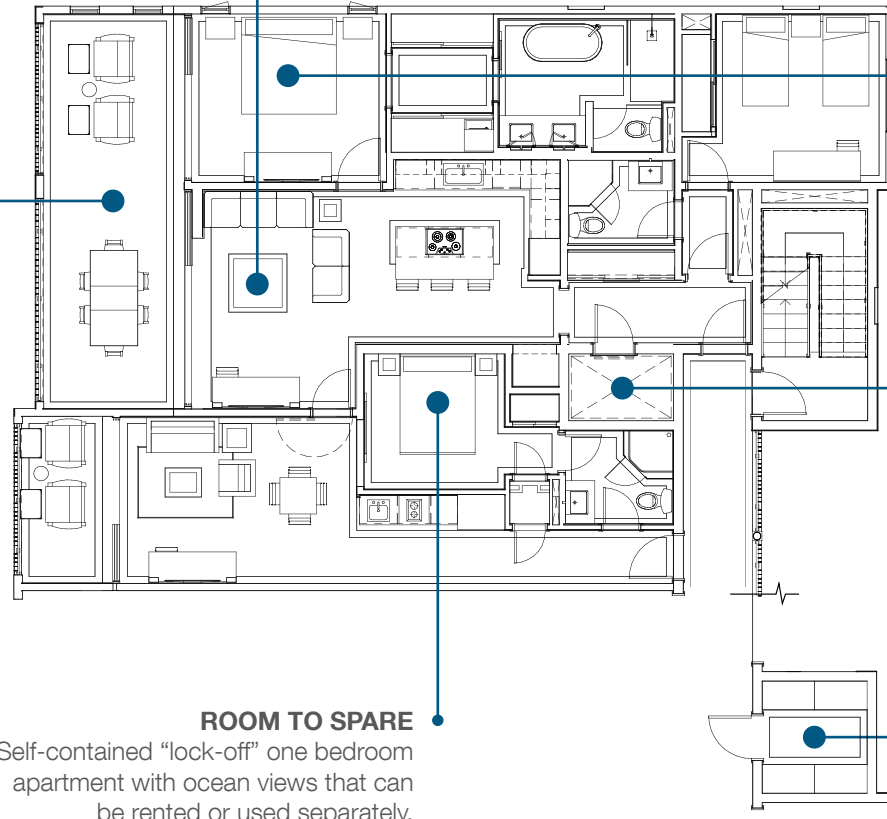 ROOM TO SPARE
Self-contained “lock-off” one bedroom
apartment with ocean views that can
be rented or used separately.